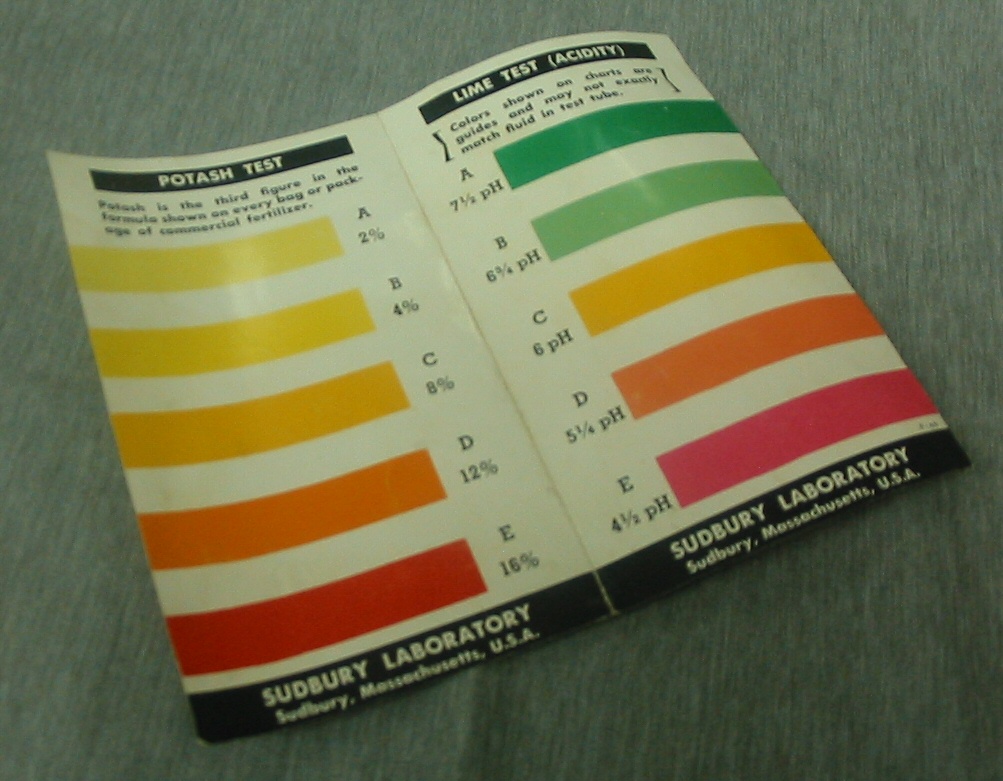 POTASH TEST
Potash is the third figure in the
formula shown on every bag or pack-
age of commercial fertilizer.
A
2%
B
4%
C
8%
D
12%
E
16%
SUDBURY LABORATORY
Sudbury, Massachusetts, U.S.A.
LIME TEST (ACIDITY)
Colors shown on charts are
guides and may not exactly
match fluid in test tube.
A
7½ pH
B
6¾ pH
C
6 pH
D
5¼ pH
E
4½ pH
SUDBURY LABORATORY
Sudbury, Massachusetts, U.S.A.